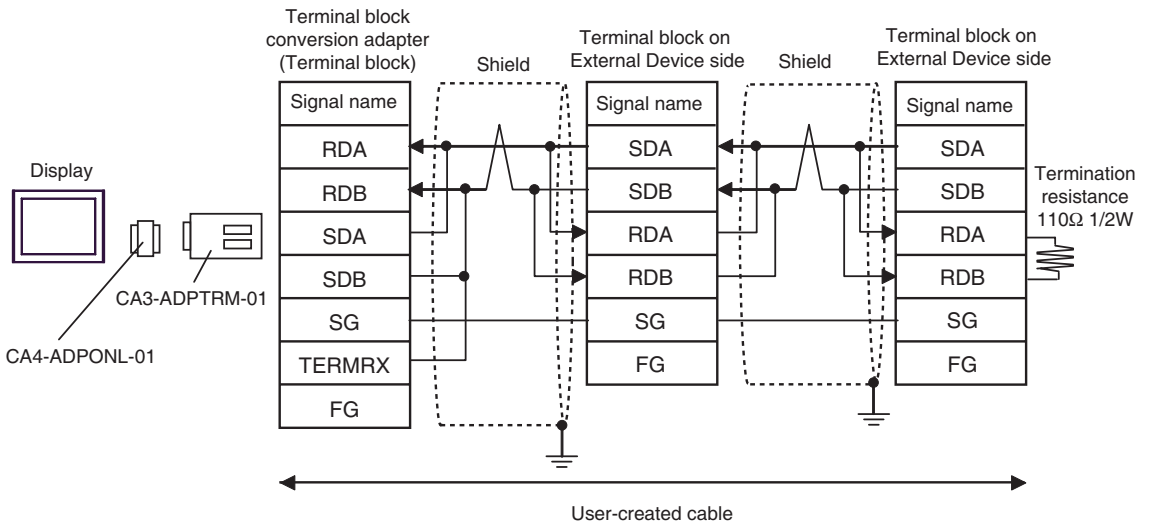 Terminal block
conversion adapter
(Terminal block)
Shield
Terminal block on
External Device side
Shield
Terminal block on
External Device side
Signal name
RDA
RDB
SDA
SDB
SG
TERMRX
FG
Signal name
SDA
SDB
RDA
RDB
SG
FG
Signal name
SDA
SDB
RDA
RDB
SG
FG
Display
CA3-ADPTRM-01
CA4-ADPONL-01
Termination
resistance
110Ω 1/2W
User-created cable